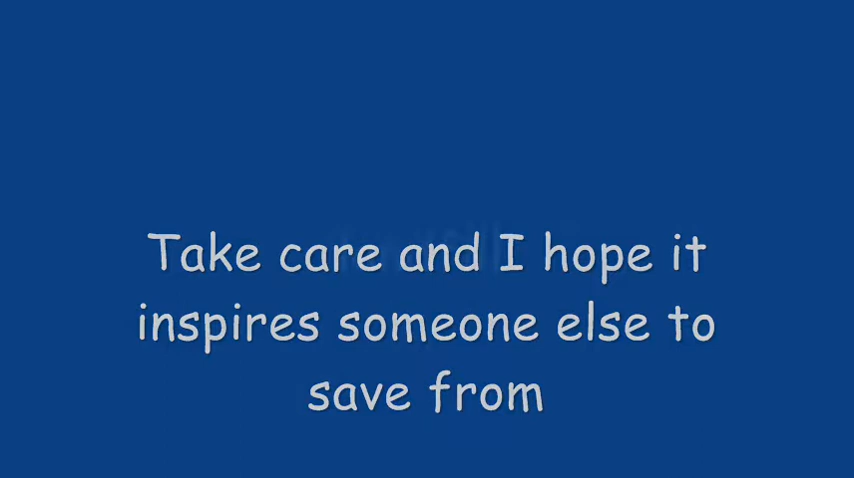 Take care and I hope it
inspires someone else to
save from